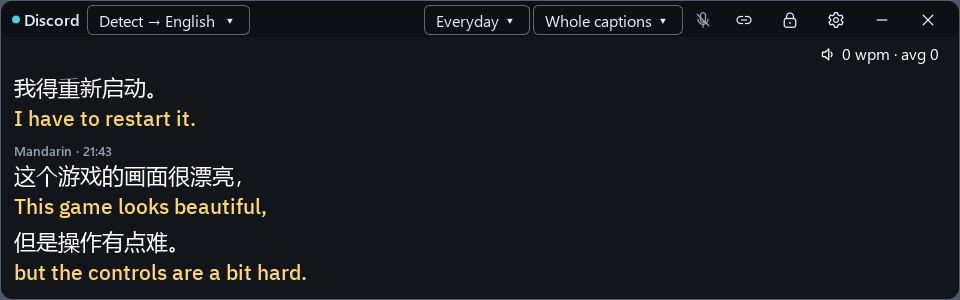 Discord
Detect → English
Everyday
Whole captions
0 wpm · avg 0
我得重新启动。
I have to restart it.
Mandarin · 21:43
这个游戏的画面很漂亮，
This game looks beautiful,
但是操作有点难。
but the controls are a bit hard.